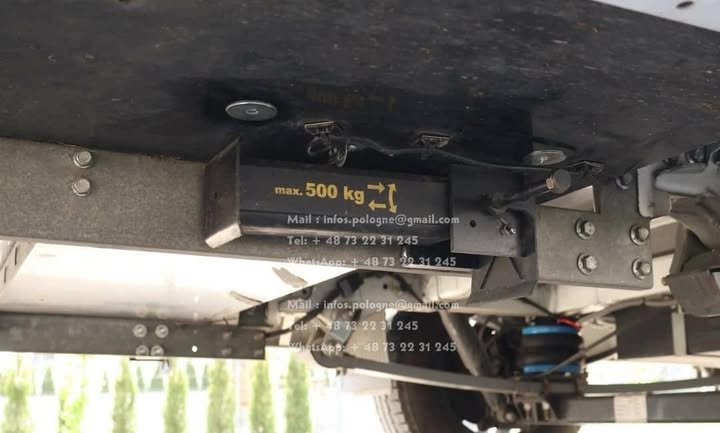 max. 500 kg
Mail : infos.pologne@gmail.com
Tel: + 48 73 22 31 245
WhatsApp: + 48 73 22 31 245
Mail : infos.pologne@gmail.com
Tel: + 48 73 22 31 245
WhatsApp: + 48 73 22 31 245